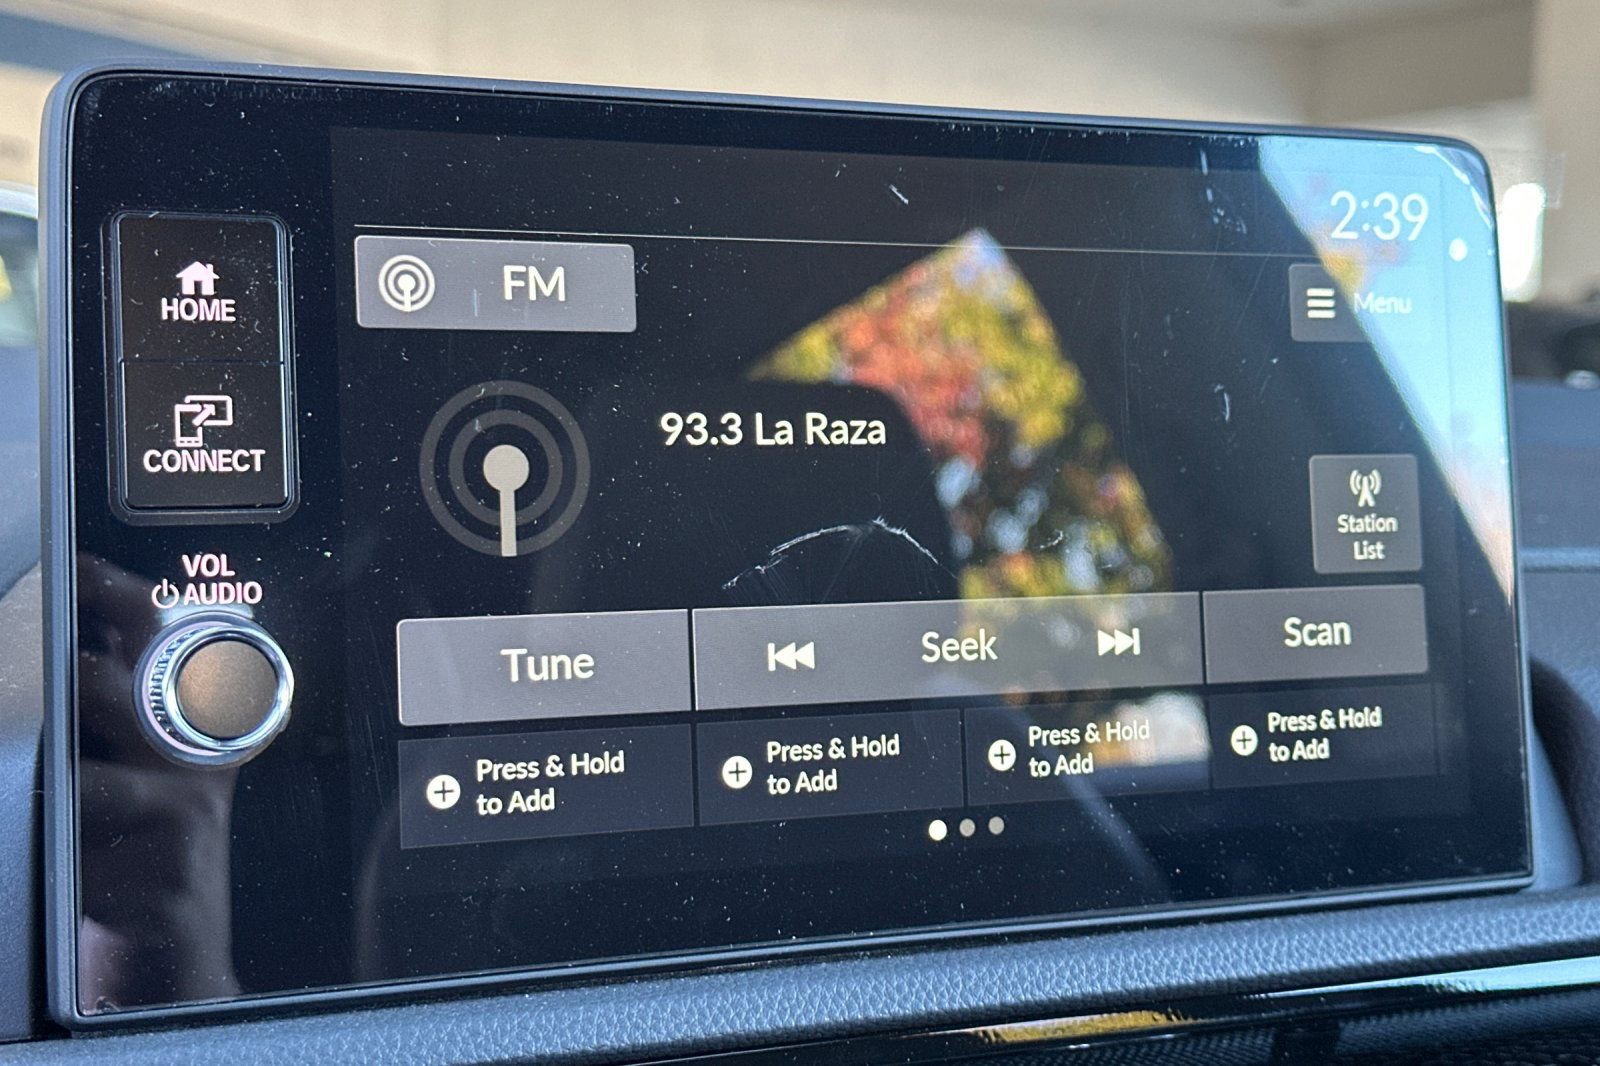 2:39
FM
Menu
HOME
93.3 La Raza
CONNECT
Station
List
VOL
AUDIO
Tune
Seek
Scan
Press & Hold
to Add
Press & Hold
to Add
Press & Hold
to Add
Press & Hold
to Add